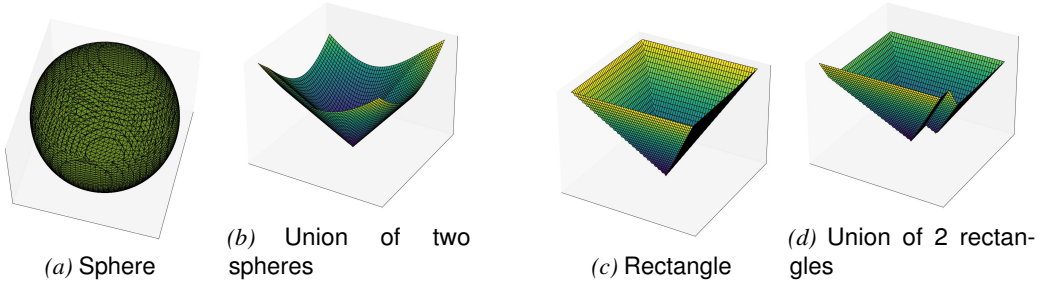 (a) Sphere
(b) Union of two
spheres
(c) Rectangle
(d) Union of 2 rectan-
gles